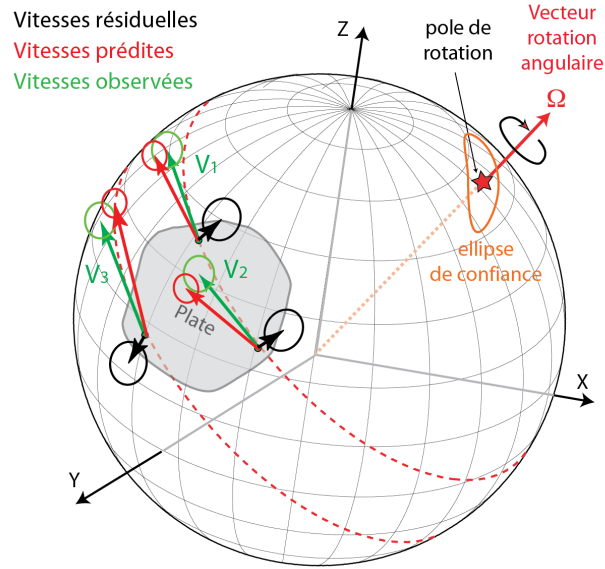 Vitesses résiduelles
Vitesses prédites
Vitesses observées
Z
pole de
rotation
Vecteur
rotation
angulaire
Ω
V1
V2
V3
Plate
ellipse
de confiance
X
Y